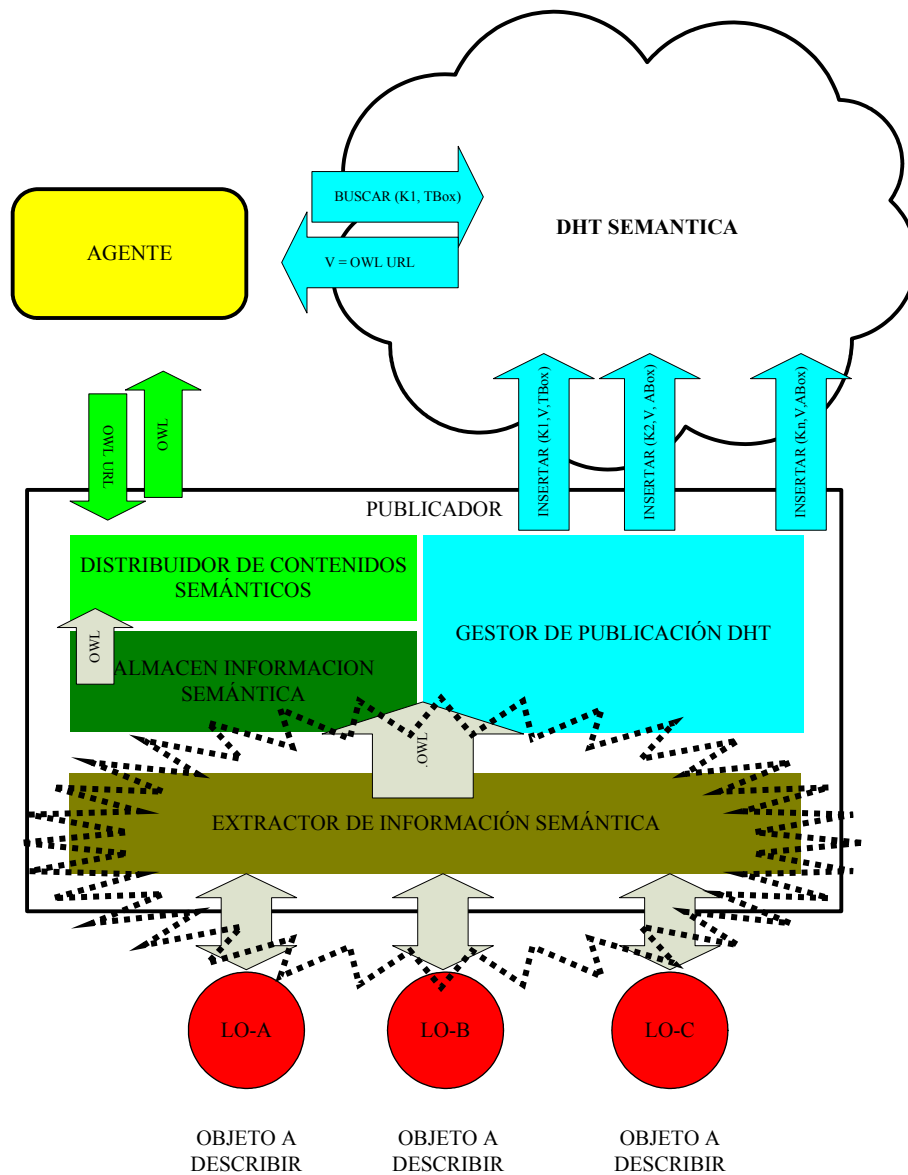 BUSCAR (K1, TBox)
DHT SEMANTICA
AGENTE
V = OWL URL
OWL URL
OWL
INSERTAR (K1,V,TBox)
INSERTAR (K2,V, ABox)
INSERTAR (Kn,V,ABox)
PUBLICADOR
DISTRIBUIDOR DE CONTENIDOS
SEMÁNTICOS
GESTOR DE PUBLICACIÓN DHT
OWL
ALMACEN INFORMACION
SEMÁNTICA
.OWL
EXTRACTOR DE INFORMACIÓN SEMÁNTICA
LO-A
LO-B
LO-C
OBJETO A
DESCRIBIR
OBJETO A
DESCRIBIR
OBJETO A
DESCRIBIR